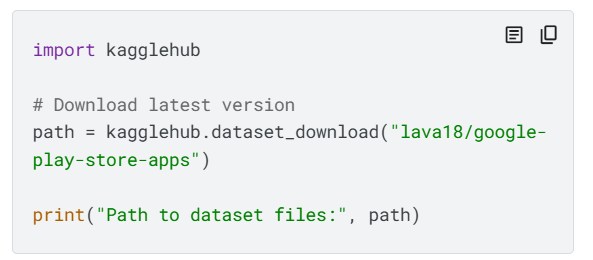 import kagglehub
# Download latest version
path = kagglehub.dataset_download("lava18/google-
play-store-apps")
print("Path to dataset files:", path)